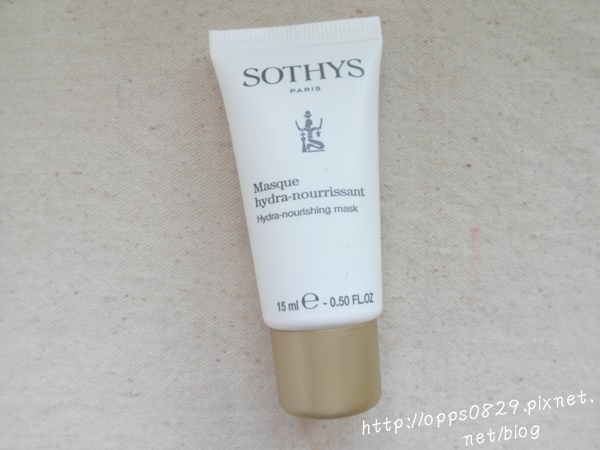 SOTHYS
PARIS
Masque
hydra-nourrissant
Hydra-nourishing mask
15 ml ℮ - 0.50 FL.OZ
http://opps0829.pixnet.
net/blog